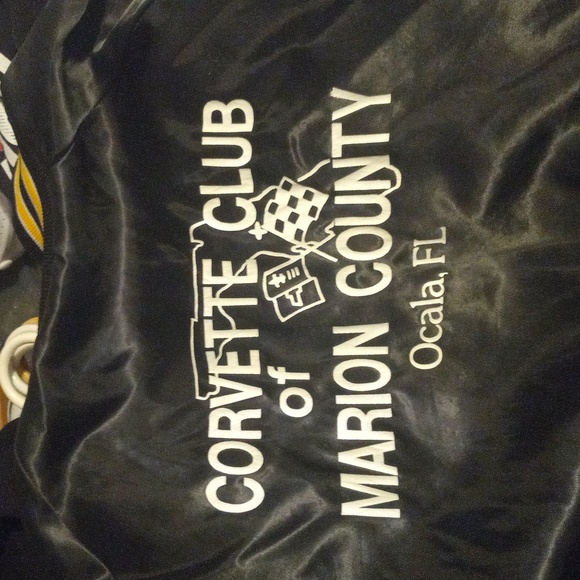 CORVETTE CLUB
of
MARION COUNTY
Ocala, FL